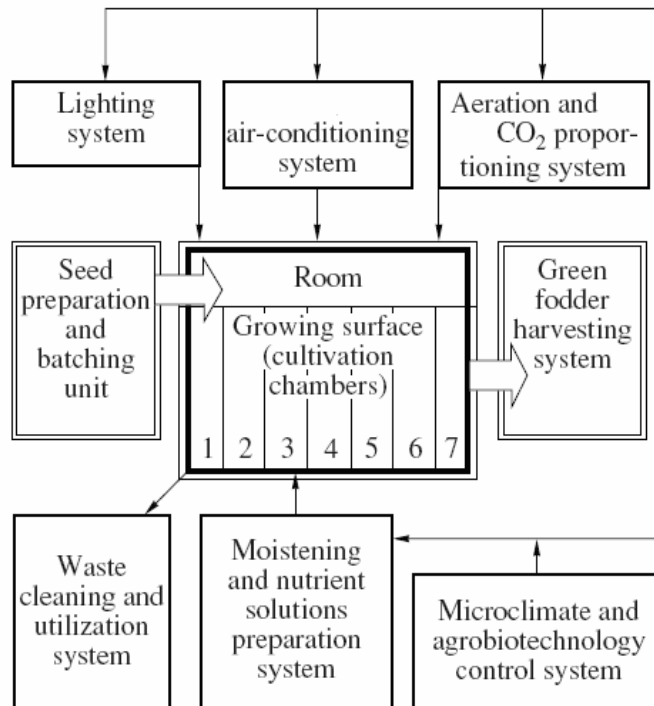 Lighting
system
air-conditioning
system
Aeration and
CO₂ propor-
tioning system
Seed
preparation
and
batching
unit
Room
Growing surface
(cultivation
chambers)
1 2 3 4 5 6 7
Green
fodder
harvesting
system
Waste
cleaning and
utilization
system
Moistening
and nutrient
solutions
preparation
system
Microclimate and
agrobiotechnology
control system